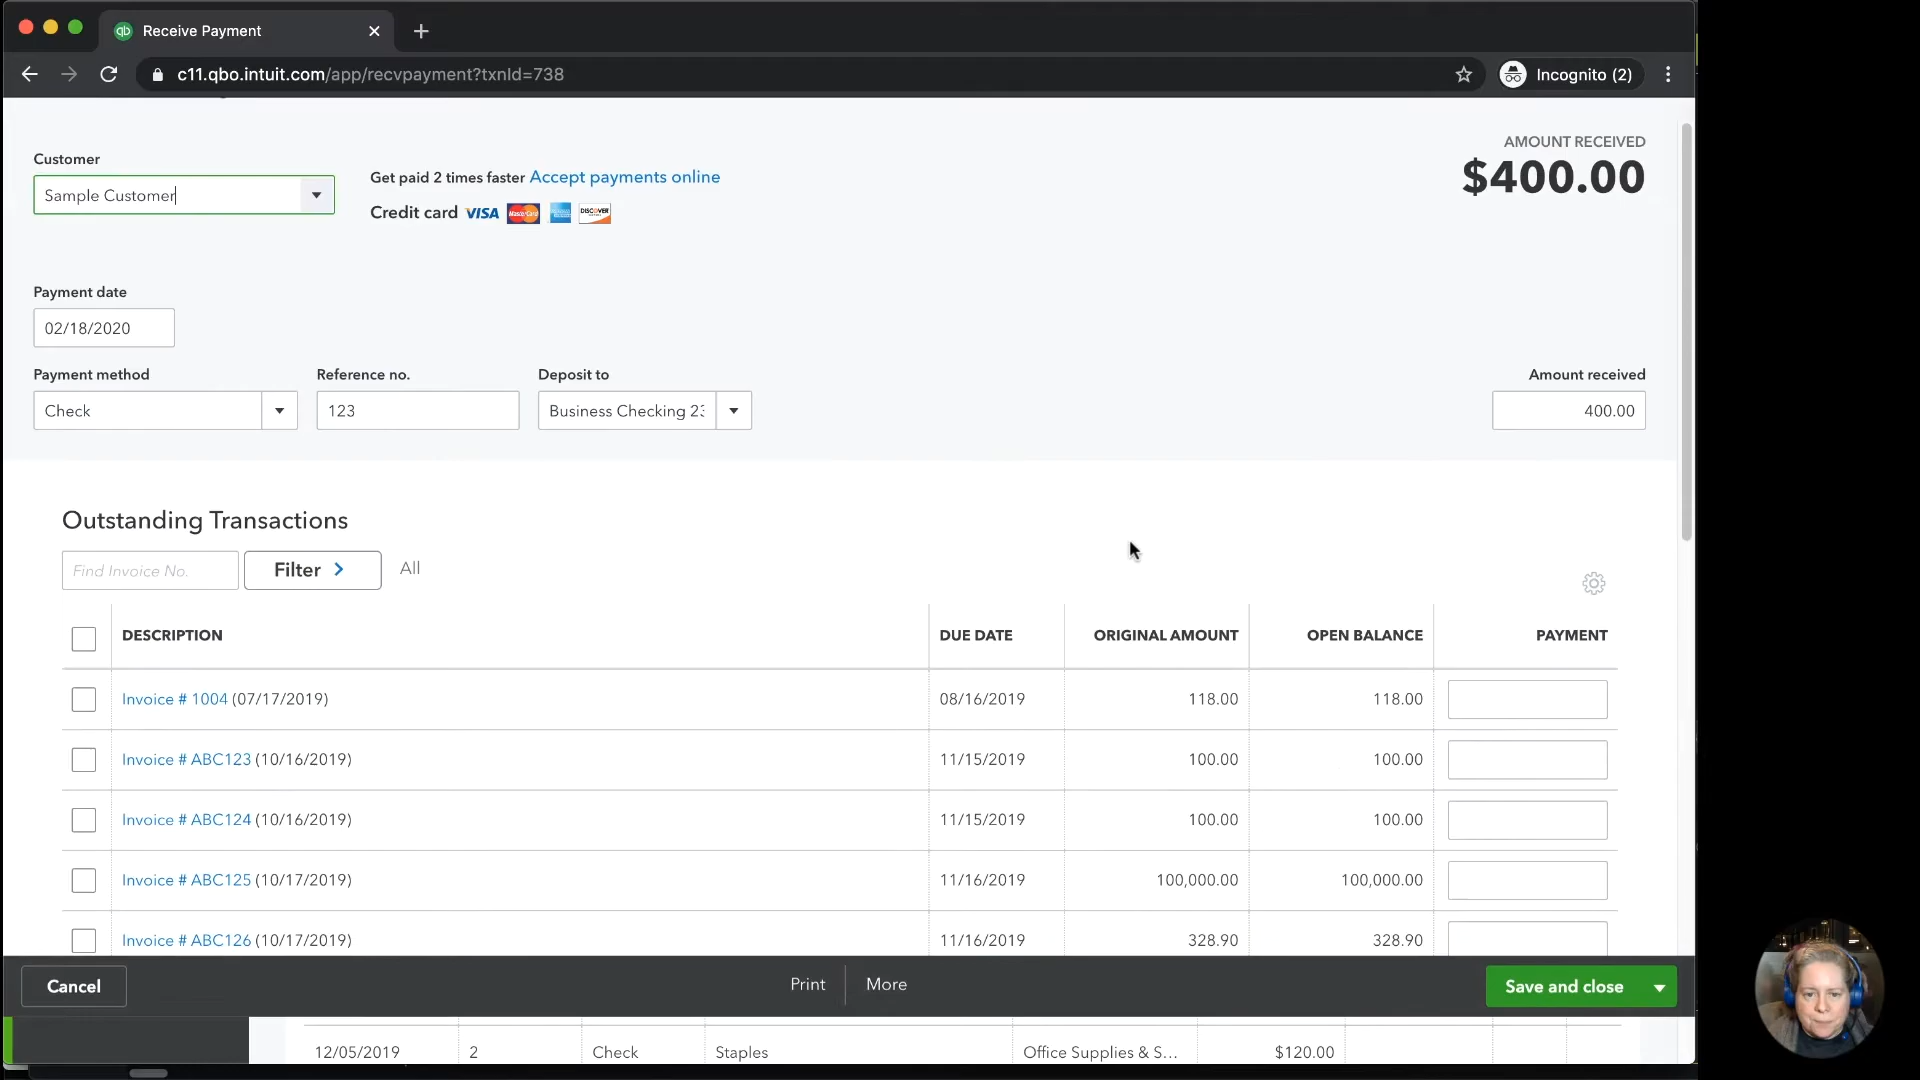 qb Receive Payment
c11.qbo.intuit.com/app/recvpayment?txnId=738
Incognito (2)
Customer
Sample Customer
Get paid 2 times faster Accept payments online
Credit card VISA MasterCard DISCOVER
AMOUNT RECEIVED
$400.00
Payment date
02/18/2020
Payment method Reference no. Deposit to Amount received
Check 123 Business Checking 23 400.00
Outstanding Transactions
Find Invoice No. Filter All
DESCRIPTION DUE DATE ORIGINAL AMOUNT OPEN BALANCE PAYMENT
Invoice # 1004 (07/17/2019) 08/16/2019 118.00 118.00
Invoice # ABC123 (10/16/2019) 11/15/2019 100.00 100.00
Invoice # ABC124 (10/16/2019) 11/15/2019 100.00 100.00
Invoice # ABC125 (10/17/2019) 11/16/2019 100,000.00 100,000.00
Invoice # ABC126 (10/17/2019) 11/16/2019 328.90 328.90
Cancel Print More Save and close
12/05/2019 2 Check Staples Office Supplies & S... $120.00